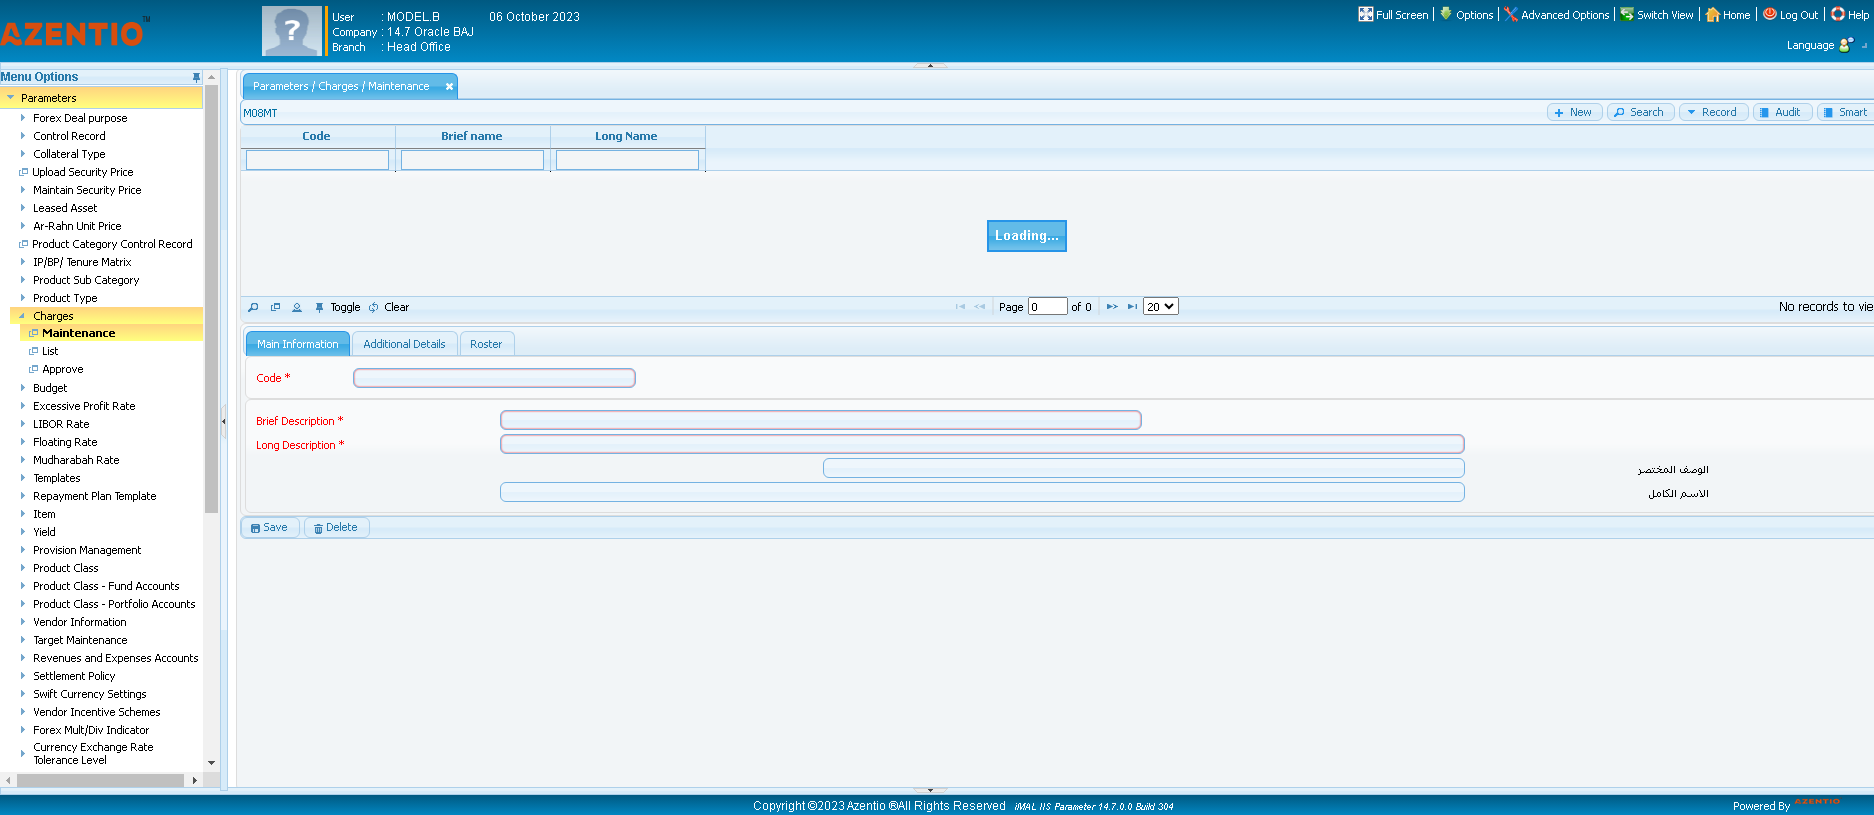 AZENTIO™
User : MODEL.B 06 October 2023
Company : 14.7 Oracle BAJ
Branch : Head Office
Full Screen Options Advanced Options Switch View Home Log Out Help
Language
Menu Options
Parameters
Forex Deal purpose
Control Record
Collateral Type
Upload Security Price
Maintain Security Price
Leased Asset
Ar-Rahn Unit Price
Product Category Control Record
IP/BP/ Tenure Matrix
Product Sub Category
Product Type
Charges
Maintenance
List
Approve
Budget
Excessive Profit Rate
LIBOR Rate
Floating Rate
Mudharabah Rate
Templates
Repayment Plan Template
Item
Yield
Provision Management
Product Class
Product Class - Fund Accounts
Product Class - Portfolio Accounts
Vendor Information
Target Maintenance
Revenues and Expenses Accounts
Settlement Policy
Swift Currency Settings
Vendor Incentive Schemes
Forex Mult/Div Indicator
Currency Exchange Rate
Tolerance Level
Parameters / Charges / Maintenance
M08MT
New Search Record Audit Smart
Code Brief name Long Name
Loading...
Toggle Clear Page 0 of 0 20 No records to vie
Main Information Additional Details Roster
Code *
Brief Description *
Long Description *
الوصف المختصر
الاسم الكامل
Save Delete
Copyright ©2023 Azentio ®All Rights Reserved iMAL IIS Parameter 14.7.0.0 Build 304
Powered By AZENTIO